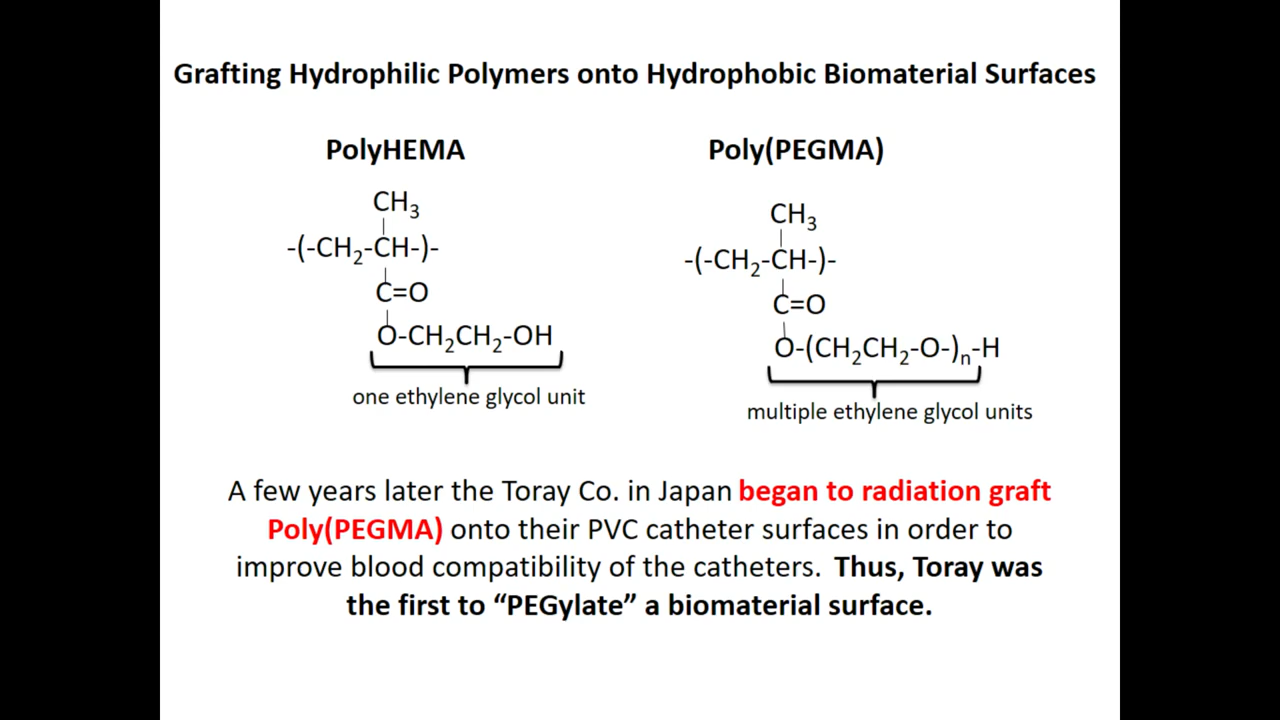 Grafting Hydrophilic Polymers onto Hydrophobic Biomaterial Surfaces
PolyHEMA
CH₃
-(-CH₂-CH-)-
C=O
O-CH₂CH₂-OH
one ethylene glycol unit
Poly(PEGMA)
CH₃
-(-CH₂-CH-)-
C=O
O-(CH₂CH₂-O-)ₙ-H
multiple ethylene glycol units
A few years later the Toray Co. in Japan began to radiation graft
Poly(PEGMA) onto their PVC catheter surfaces in order to
improve blood compatibility of the catheters. Thus, Toray was
the first to “PEGylate” a biomaterial surface.